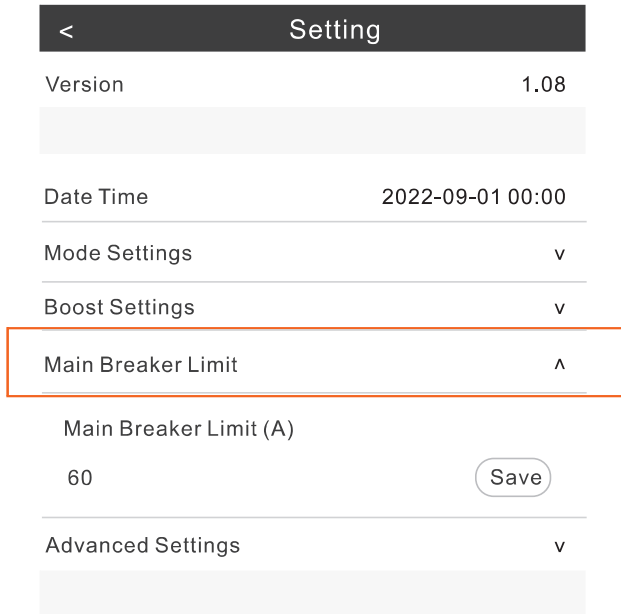 < Setting
Version 1.08
Date Time 2022-09-01 00:00
Mode Settings v
Boost Settings v
Main Breaker Limit ʌ
Main Breaker Limit (A)
60 Save
Advanced Settings v